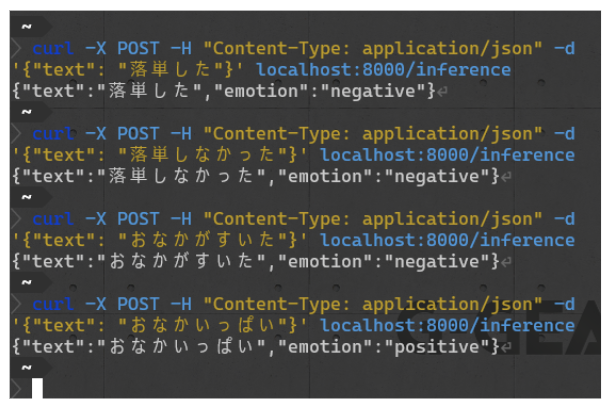 ~
> curl -X POST -H "Content-Type: application/json" -d
'{"text": "落単した"}' localhost:8000/inference
{"text":"落単した","emotion":"negative"}⏎
~
> curl -X POST -H "Content-Type: application/json" -d
'{"text": "落単しなかった"}' localhost:8000/inference
{"text":"落単しなかった","emotion":"negative"}⏎
~
> curl -X POST -H "Content-Type: application/json" -d
'{"text": "おなかがすいた"}' localhost:8000/inference
{"text":"おなかがすいた","emotion":"negative"}⏎
~
> curl -X POST -H "Content-Type: application/json" -d
'{"text": "おなかいっぱい"}' localhost:8000/inference
{"text":"おなかいっぱい","emotion":"positive"}⏎
~
>